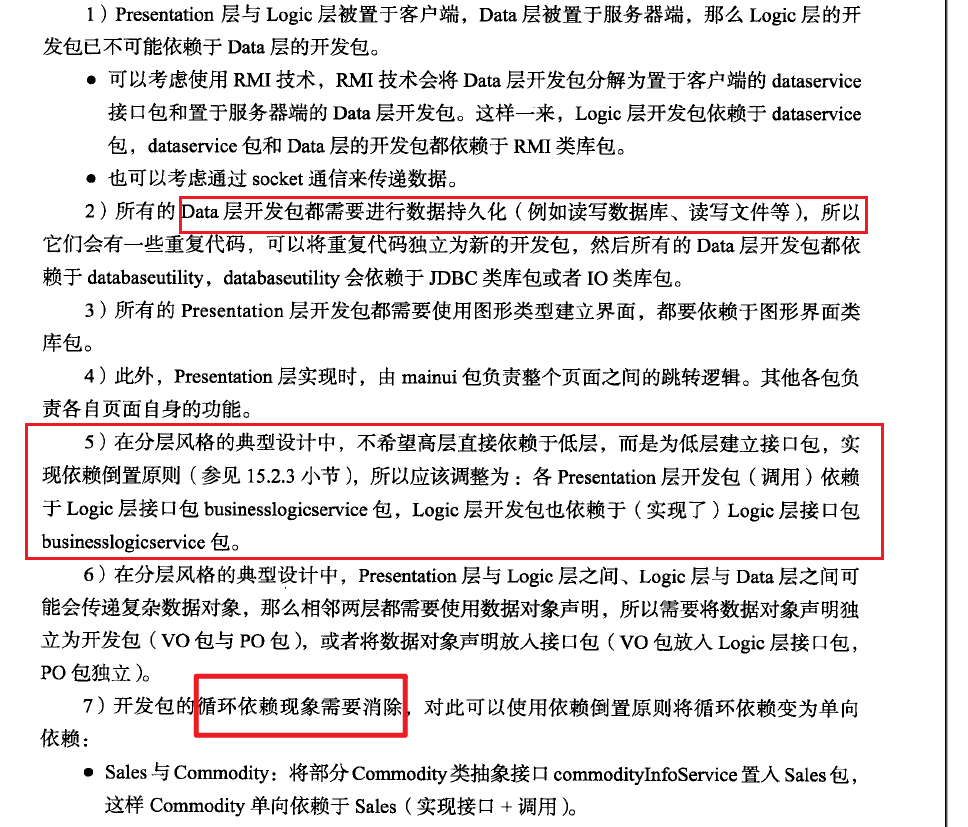 1）Presentation 层与 Logic 层被置于客户端，Data 层被置于服务器端，那么 Logic 层的开
发包已不可能依赖于 Data 层的开发包。
● 可以考虑使用 RMI 技术，RMI 技术会将 Data 层开发包分解为置于客户端的 dataservice
接口包和置于服务器端的 Data 层开发包。这样一来，Logic 层开发包依赖于 dataservice
包，dataservice 包和 Data 层的开发包都依赖于 RMI 类库包。
● 也可以考虑通过 socket 通信来传递数据。
2）所有的 Data 层开发包都需要进行数据持久化（例如读写数据库、读写文件等），所以
它们会有一些重复代码，可以将重复代码独立为新的开发包，然后所有的 Data 层开发包都依
赖于 databaseutility，databaseutility 会依赖于 JDBC 类库包或者 IO 类库包。
3）所有的 Presentation 层开发包都需要使用图形类型建立界面，都要依赖于图形界面类
库包。
4）此外，Presentation 层实现时，由 mainui 包负责整个页面之间的跳转逻辑。其他各包负
责各自页面自身的功能。
5）在分层风格的典型设计中，不希望高层直接依赖于低层，而是为低层建立接口包，实
现依赖倒置原则（参见 15.2.3 小节），所以应该调整为：各 Presentation 层开发包（调用）依赖
于 Logic 层接口包 businesslogicservice 包，Logic 层开发包也依赖于（实现了）Logic 层接口包
businesslogicservice 包。
6）在分层风格的典型设计中，Presentation 层与 Logic 层之间、Logic 层与 Data 层之间可
能会传递复杂数据对象，那么相邻两层都需要使用数据对象声明，所以需要将数据对象声明独
立为开发包（VO 包与 PO 包），或者将数据对象声明放入接口包（VO 包放入 Logic 层接口包，
PO 包独立）。
7）开发包的循环依赖现象需要消除，对此可以使用依赖倒置原则将循环依赖变为单向
依赖：
● Sales 与 Commodity：将部分 Commodity 类抽象接口 commodityInfoService 置入 Sales 包，
这样 Commodity 单向依赖于 Sales（实现接口 + 调用）。